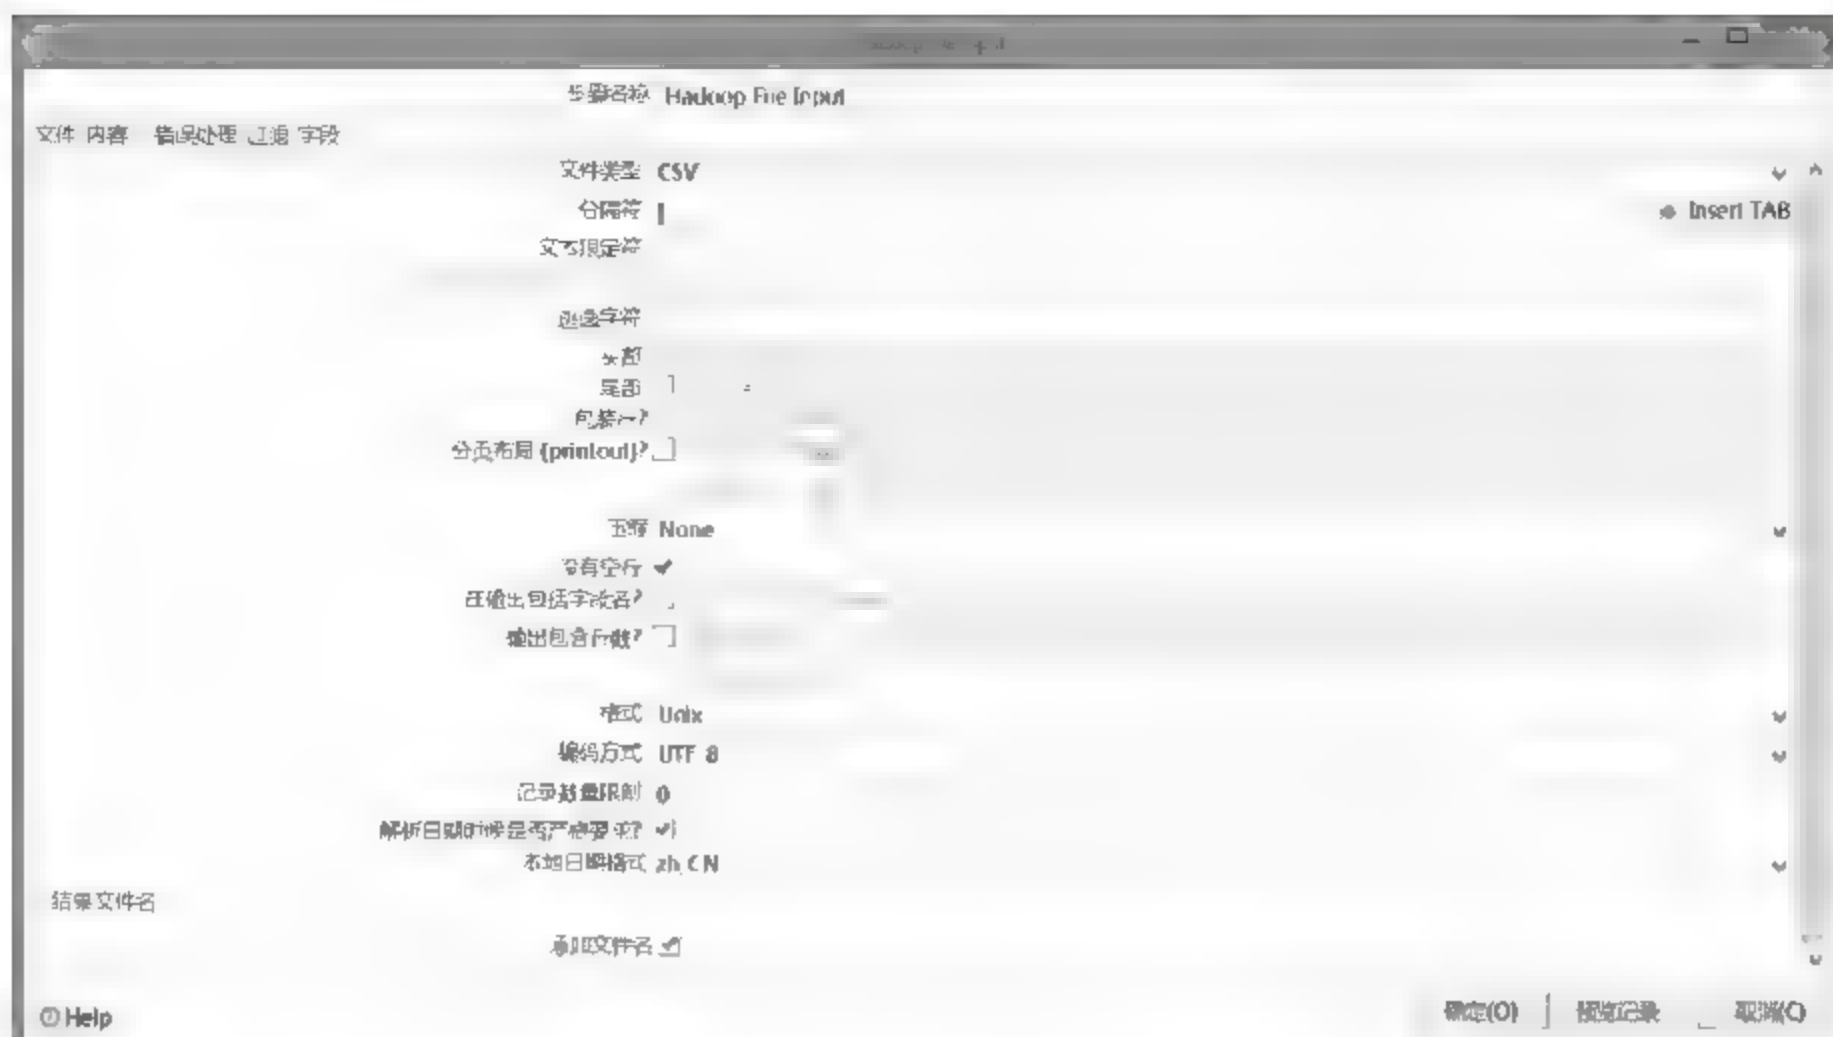 步骤名称 Hadoop File Input
文件 内容 错误处理 过滤 字段
文件类型 CSV
分隔符 | Insert TAB
文本限定符
逃逸字符
头部
尾部
包装行?
分页布局 (printout)?
压缩 None
没有空行
在输出包括字段名?
输出包含行数?
格式 Unix
编码方式 UTF-8
记录数量限制 0
解析日期时候是否严格要求?
本地日期格式 zh_CN
结果文件名
添加文件名
Help 确定(O) 预览记录 取消(C)